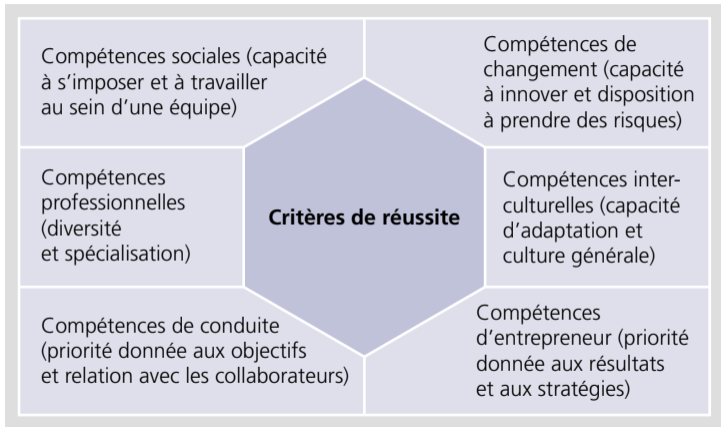 Compétences sociales (capacité
à s’imposer et à travailler
au sein d’une équipe)
Compétences de
changement (capacité
à innover et disposition
à prendre des risques)
Compétences
professionnelles
(diversité
et spécialisation)
Critères de réussite
Compétences inter-
culturelles (capacité
d’adaptation et
culture générale)
Compétences de conduite
(priorité donnée aux objectifs
et relation avec les collaborateurs)
Compétences
d’entrepreneur (priorité
donnée aux résultats
et aux stratégies)